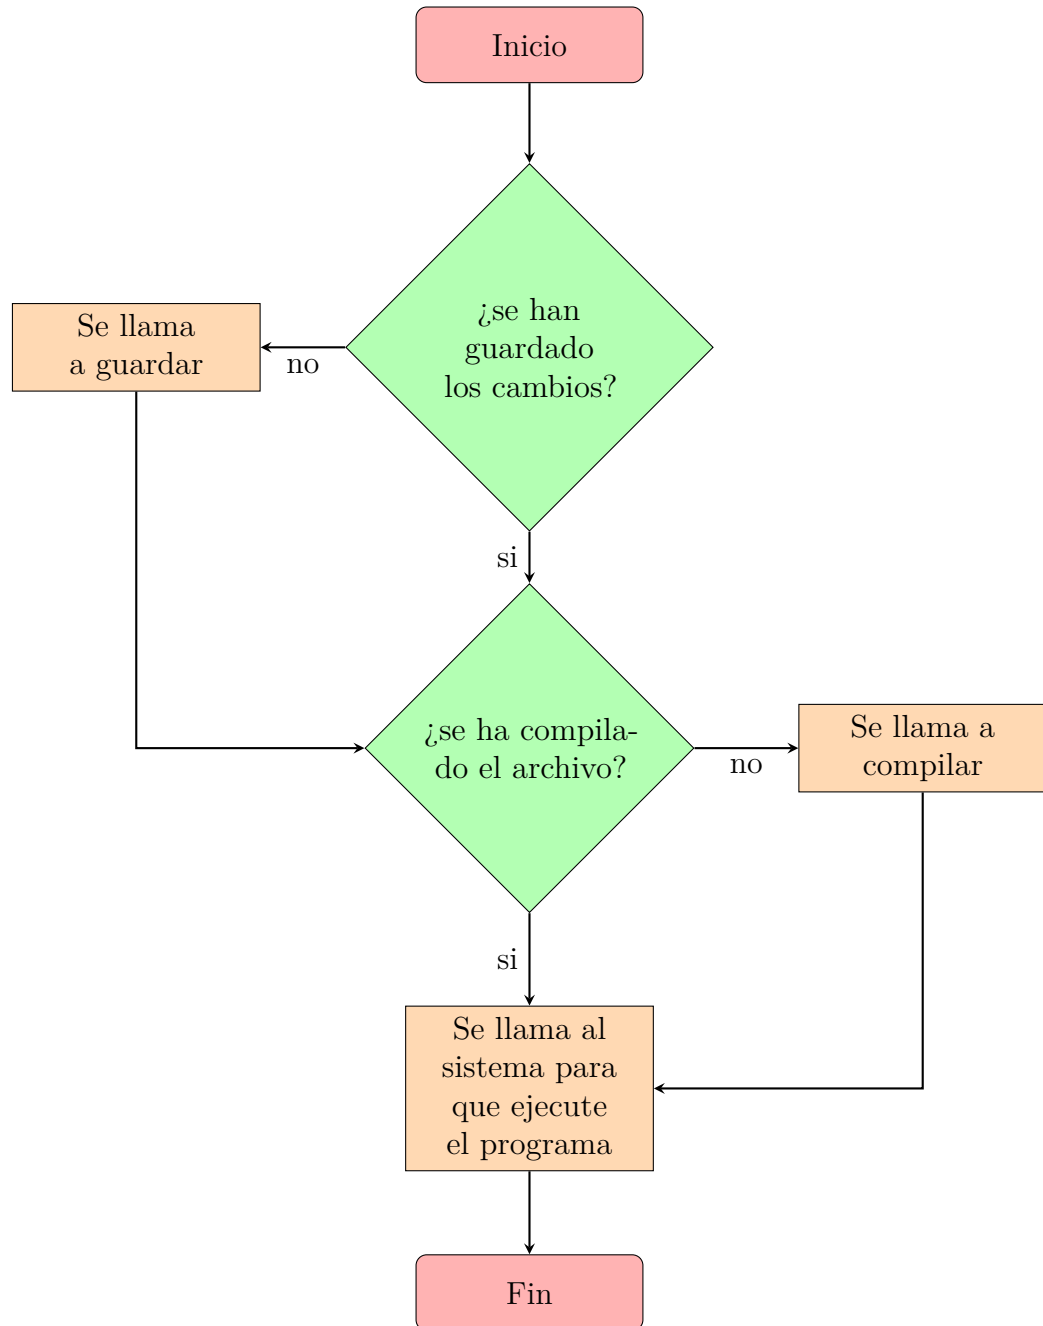 Inicio
¿se han
guardado
los cambios?
no
Se llama
a guardar
si
¿se ha compila-
do el archivo?
no
Se llama a
compilar
si
Se llama al
sistema para
que ejecute
el programa
Fin